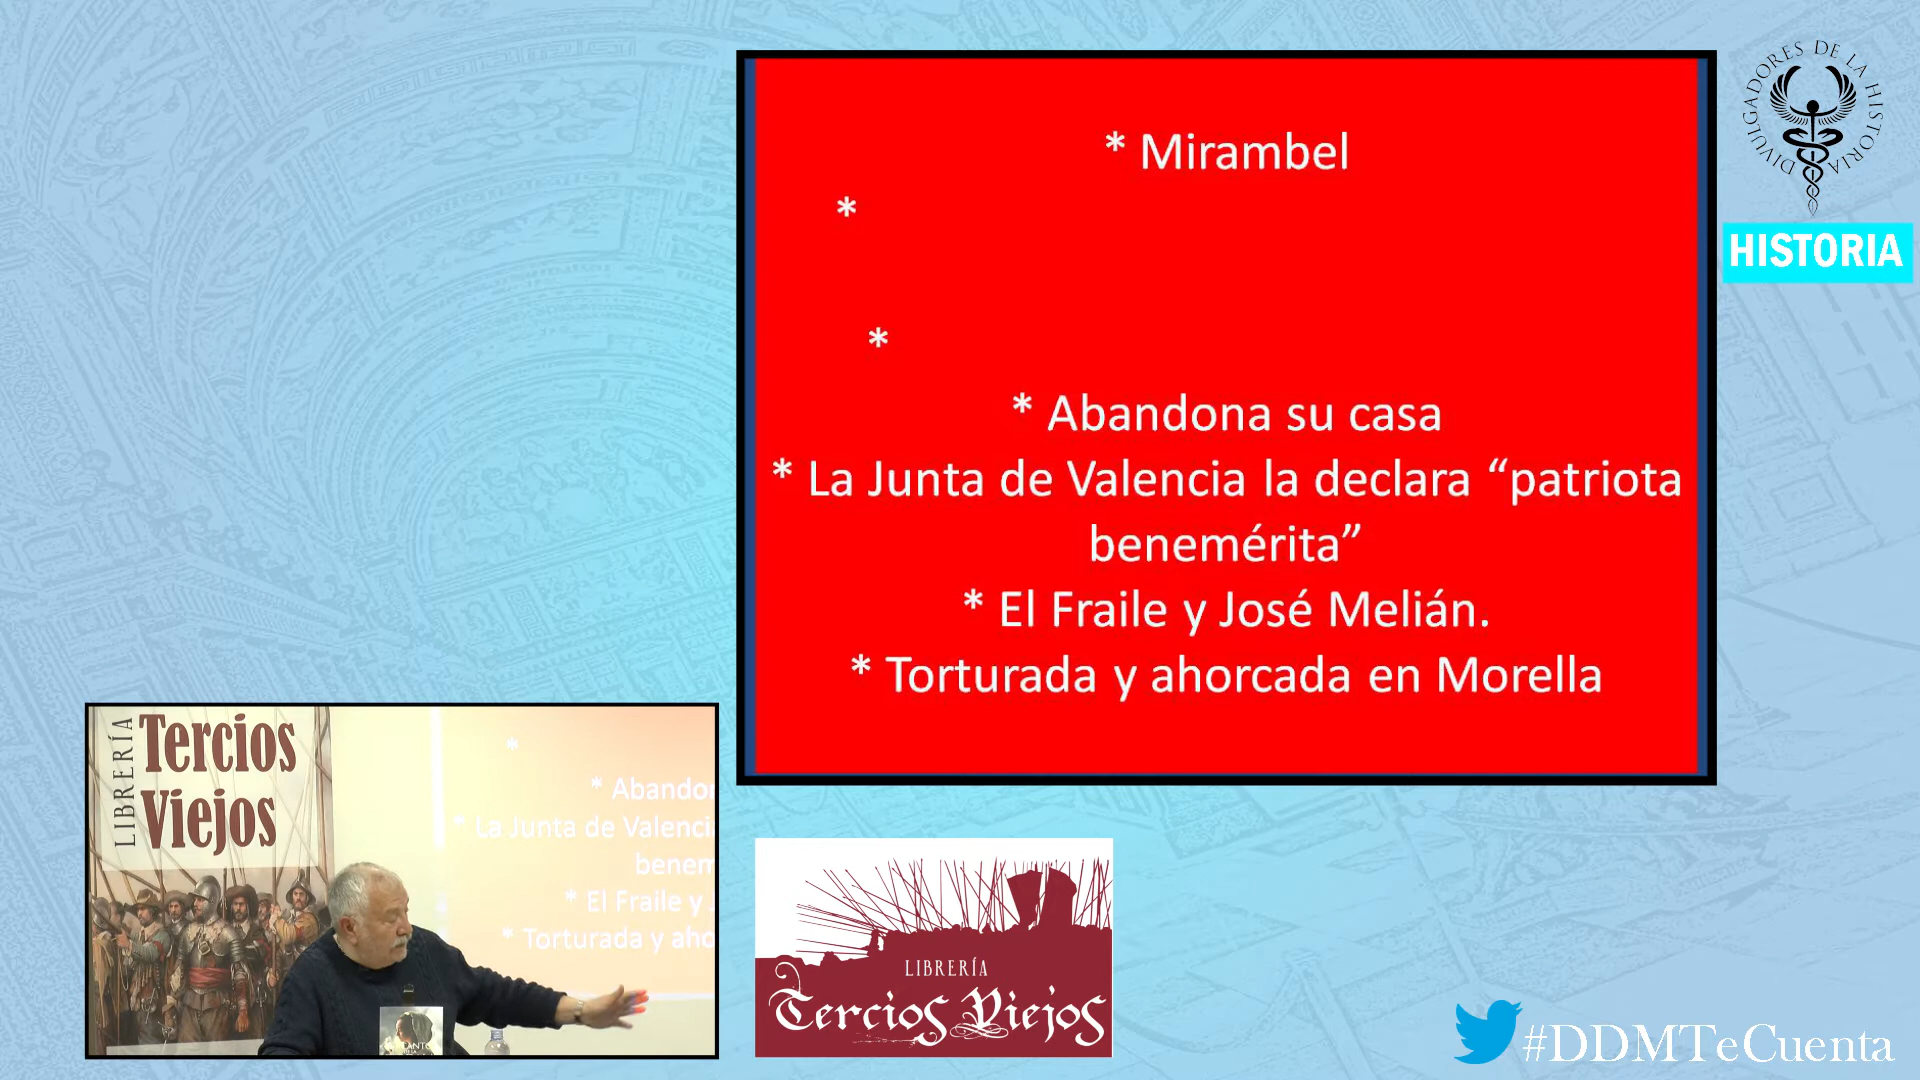 * Mirambel
*
*
* Abandona su casa
* La Junta de Valencia la declara “patriota
benemérita”
* El Fraile y José Melián.
* Torturada y ahorcada en Morella
DIVULGADORES DE LA HISTORIA
HISTORIA
LIBRERÍA
Tercios
Viejos
*
* Abandon
* La Junta de Valencia
benem
* El Fraile y J
* Torturada y aho
LIBRERÍA
Tercios Viejos
#DDMTeCuenta